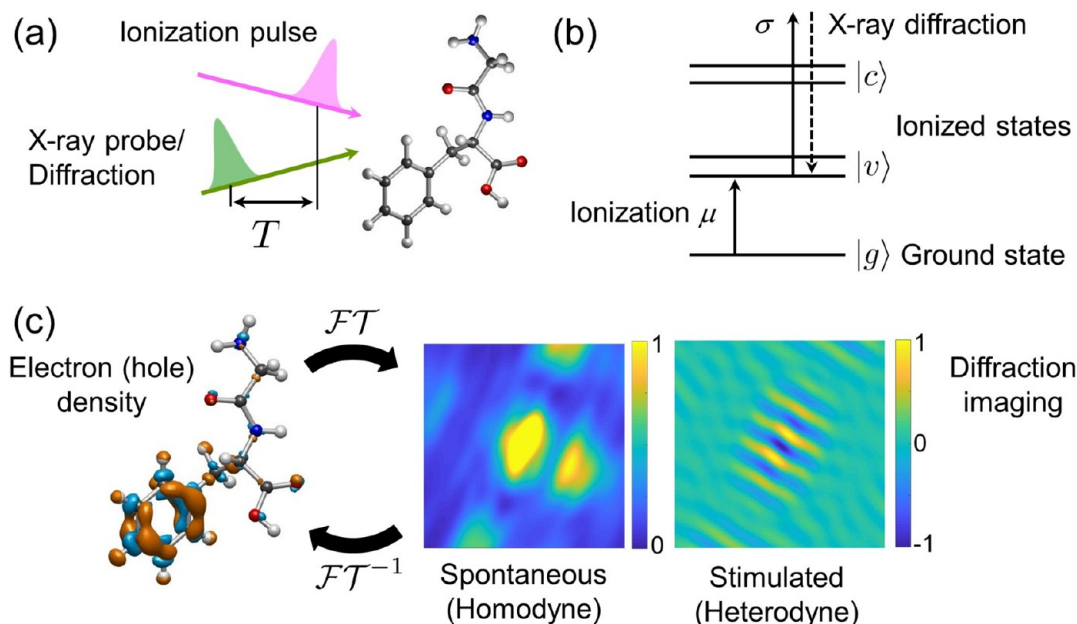 (a)
Ionization pulse
X-ray probe/
Diffraction
T
(b)
σ
X-ray diffraction
|c⟩
Ionized states
|v⟩
Ionization μ
|g⟩ Ground state
(c)
Electron (hole)
density
ℱ𝒯
ℱ𝒯⁻¹
1
0
Spontaneous
(Homodyne)
1
0
-1
Stimulated
(Heterodyne)
Diffraction
imaging